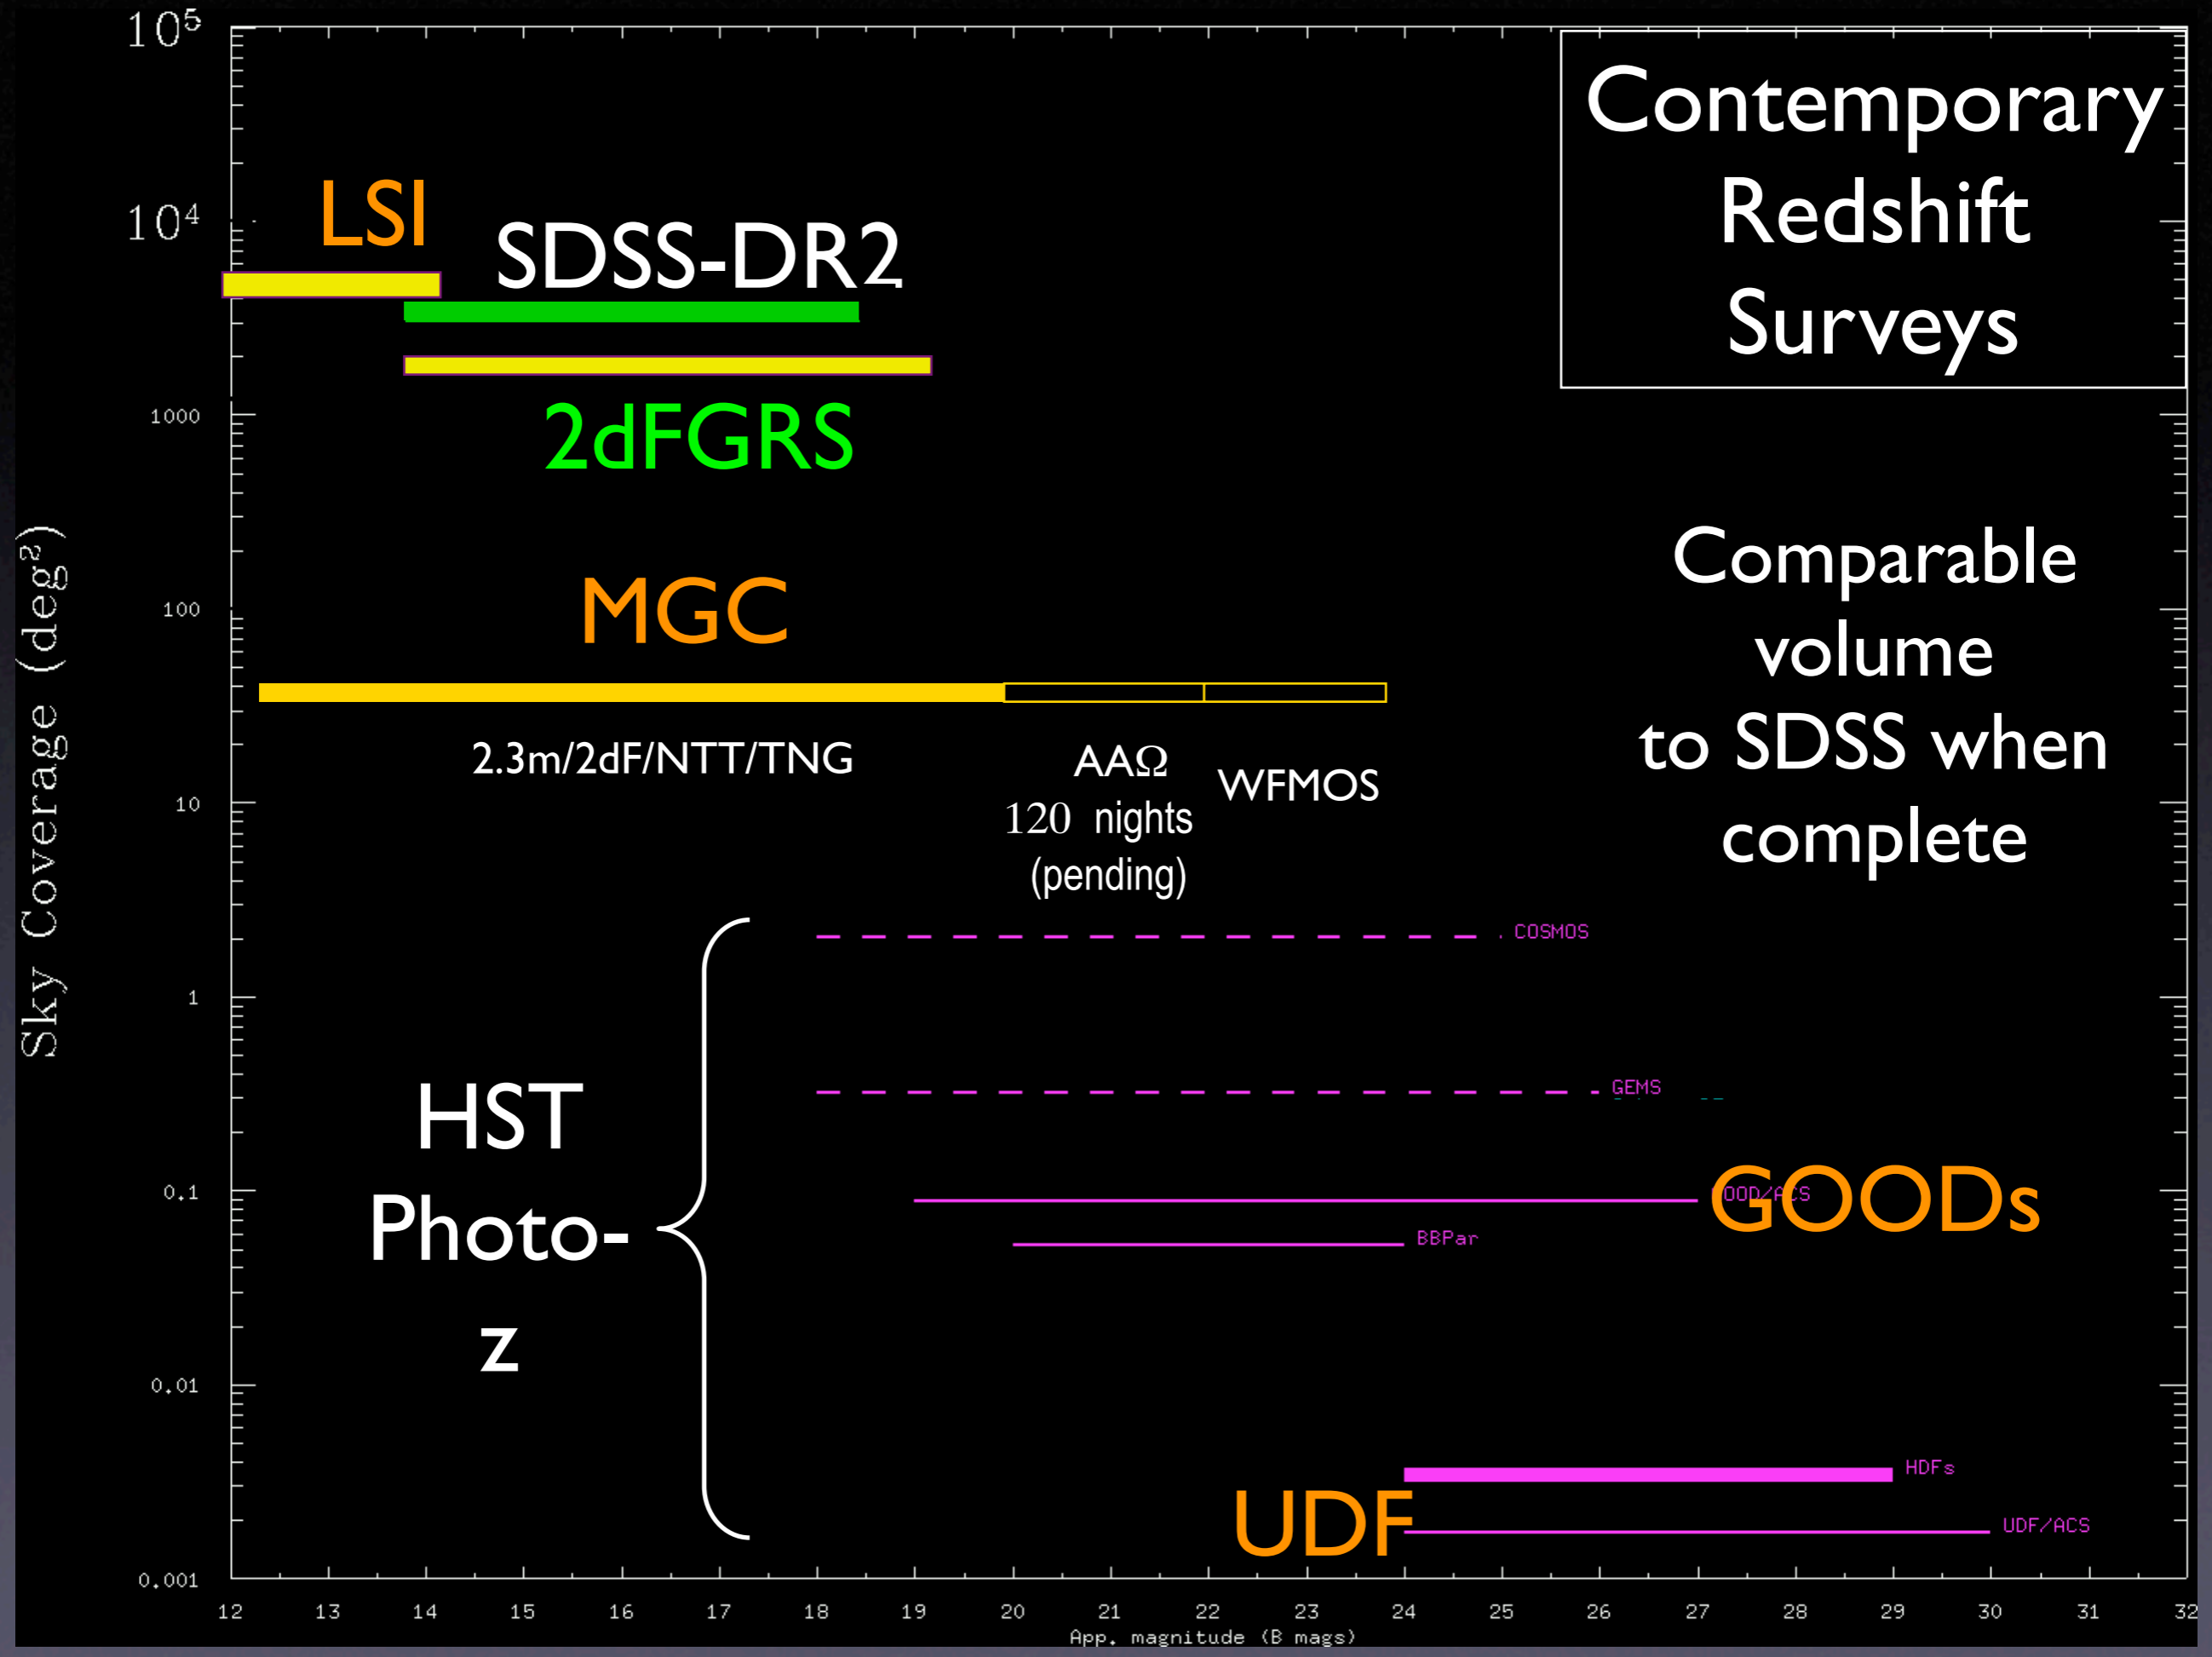 Contemporary
Redshift
Surveys
10⁵
10⁴
1000
100
10
1
0.1
0.01
0.001
Sky Coverage (deg²)
LSI
SDSS-DR2
2dFGRS
MGC
2.3m/2dF/NTT/TNG
AAΩ
120 nights
(pending)
WFMOS
Comparable
volume
to SDSS when
complete
COSMOS
GEMS
HST
Photo-
z
GOODs
BBPar
HDFs
UDF
UDF/ACS
12 13 14 15 16 17 18 19 20 21 22 23 24 25 26 27 28 29 30 31 32
App. magnitude (B mags)